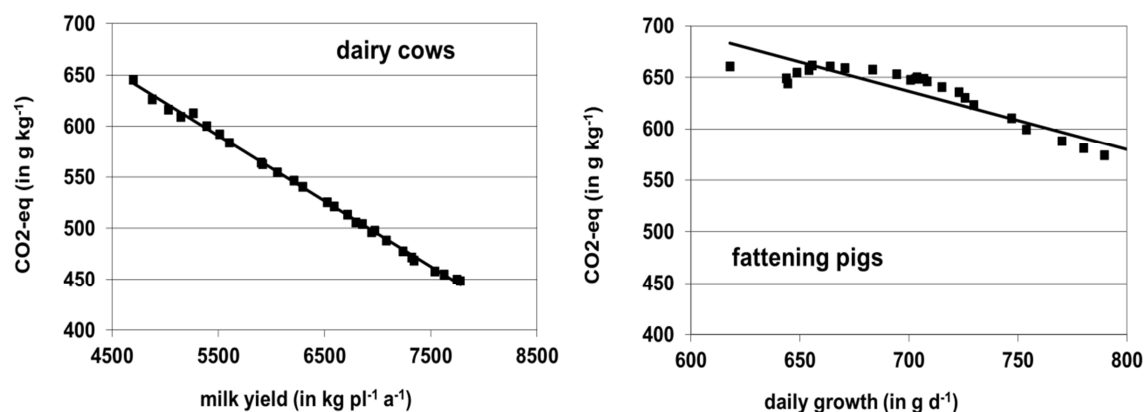 dairy cows
CO2-eq (in g kg⁻¹)
700
650
600
550
500
450
400
4500 5500 6500 7500 8500
milk yield (in kg pl⁻¹ a⁻¹)
fattening pigs
CO2-eq (in g kg⁻¹)
700
650
600
550
500
450
400
600 650 700 750 800
daily growth (in g d⁻¹)